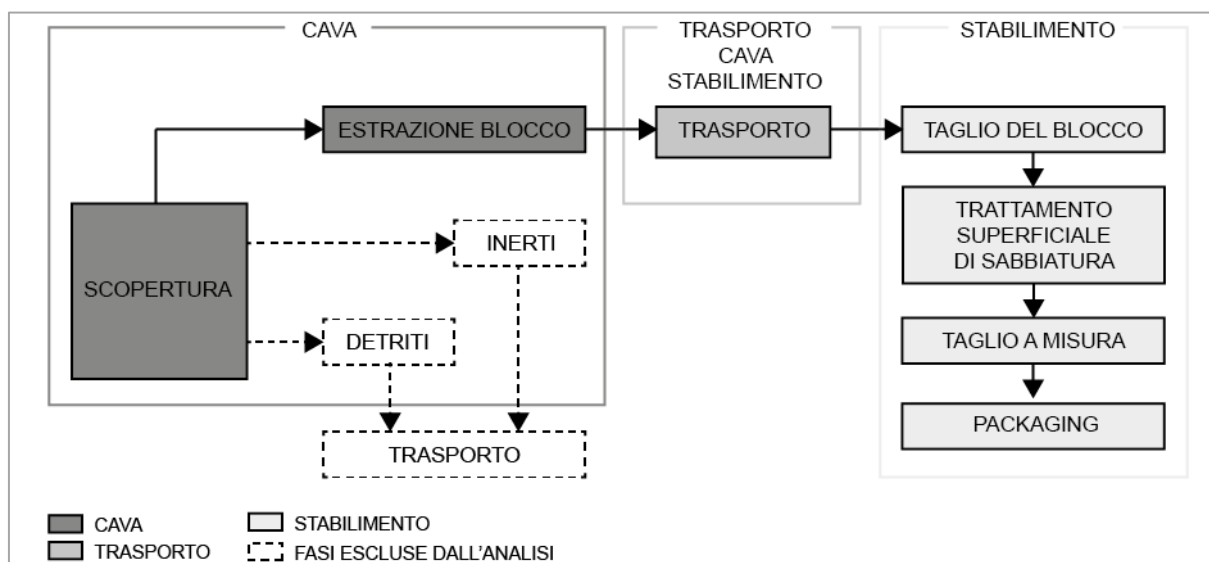 CAVA
TRASPORTO
CAVA
STABILIMENTO
STABILIMENTO
ESTRAZIONE BLOCCO
TRASPORTO
TAGLIO DEL BLOCCO
SCOPERTURA
INERTI
DETRITI
TRASPORTO
TRATTAMENTO
SUPERFICIALE
DI SABBIATURA
TAGLIO A MISURA
PACKAGING
CAVA
STABILIMENTO
TRASPORTO
FASI ESCLUSE DALL'ANALISI